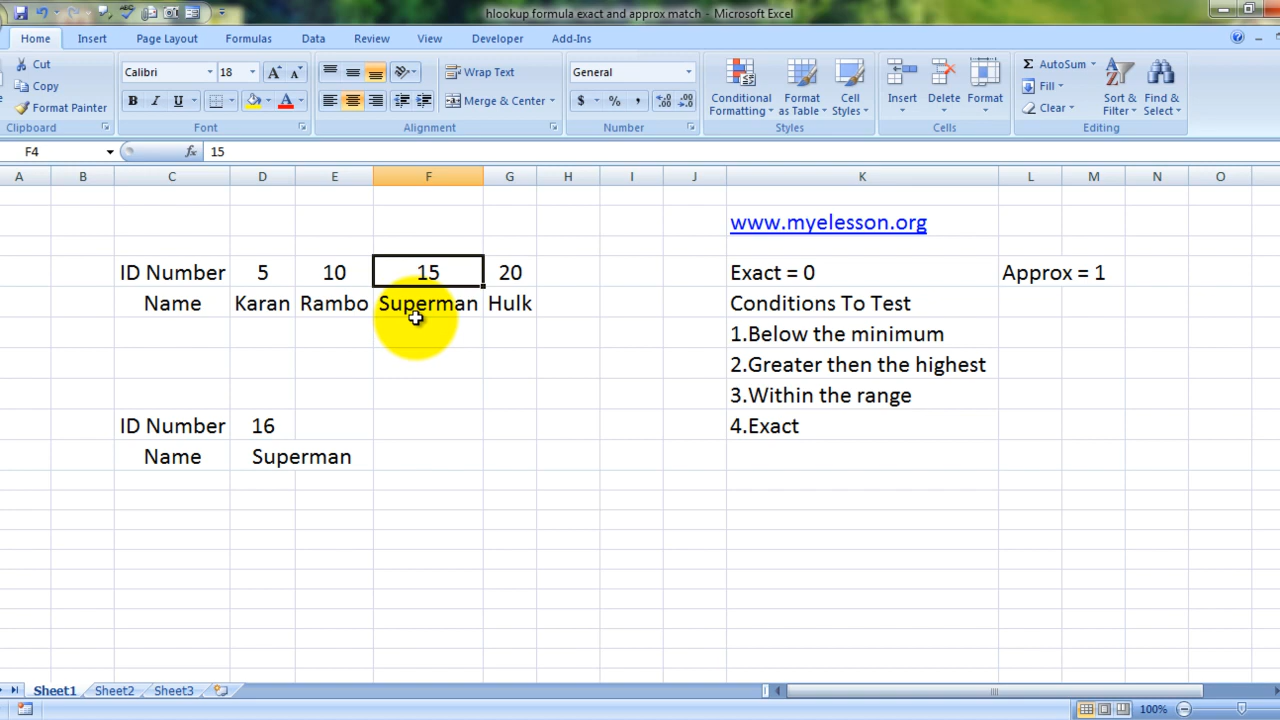 hlookup formula exact and approx match - Microsoft Excel
Home Insert Page Layout Formulas Data Review View Developer Add-Ins
Cut
Copy
Format Painter
Clipboard
Calibri 18
B I U
Font
Wrap Text
Merge & Center
Alignment
General
$ % ,
Number
Conditional Formatting
Format as Table
Cell Styles
Styles
Insert Delete Format
Cells
Σ AutoSum
Fill
Clear
Sort & Filter
Find & Select
Editing
F4 fx 15
A B C D E F G H I J K L M N O
www.myelesson.org
ID Number 5 10 15 20 Exact = 0 Approx = 1
Name Karan Rambo Superman Hulk Conditions To Test
1.Below the minimum
2.Greater then the highest
3.Within the range
ID Number 16 4.Exact
Name Superman
Sheet1 Sheet2 Sheet3
100%